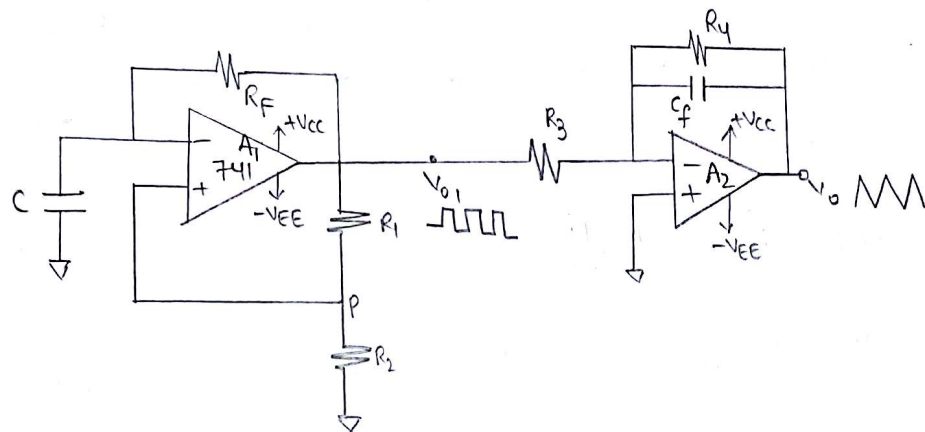 R4
RF
Cf
+VCC
A1
741
-
+
C
-VEE
R1
R3
Vo1
+VCC
-
A2
+
Vo
-VEE
P
R2